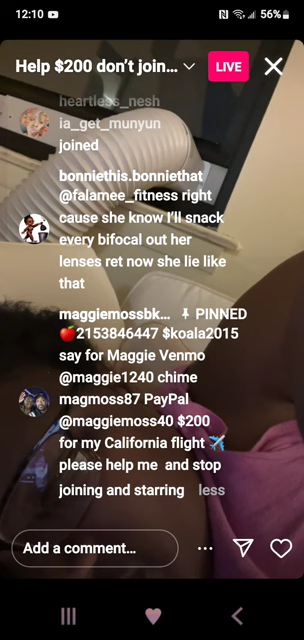 12:10 56%
Help $200 don't join... LIVE
heartless_nesh
ia_get_munyun
joined
bonniethis.bonniethat
@falamee_fitness right
cause she know I'll snack
every bifocal out her
lenses ret now she lie like
that
maggiemossbk... 📌 PINNED
🍎2153846447 $koala2015
say for Maggie Venmo
@maggie1240 chime
magmoss87 PayPal
@maggiemoss40 $200
for my California flight ✈️
please help me and stop
joining and starring less
Add a comment...